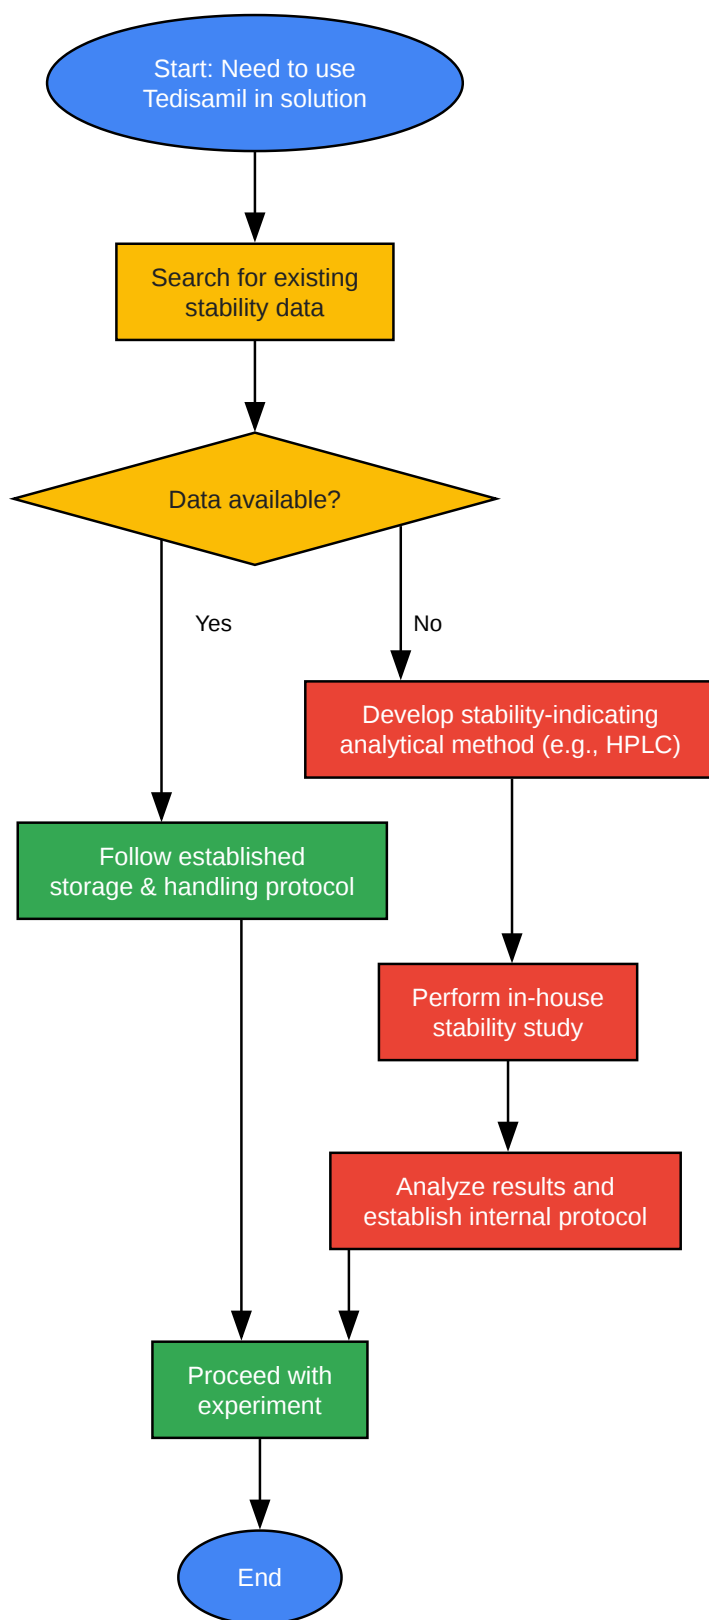 Start: Need to use
Tedisamil in solution
Search for existing
stability data
Data available?
Yes
No
Develop stability-indicating
analytical method (e.g., HPLC)
Follow established
storage & handling protocol
Perform in-house
stability study
Analyze results and
establish internal protocol
Proceed with
experiment
End